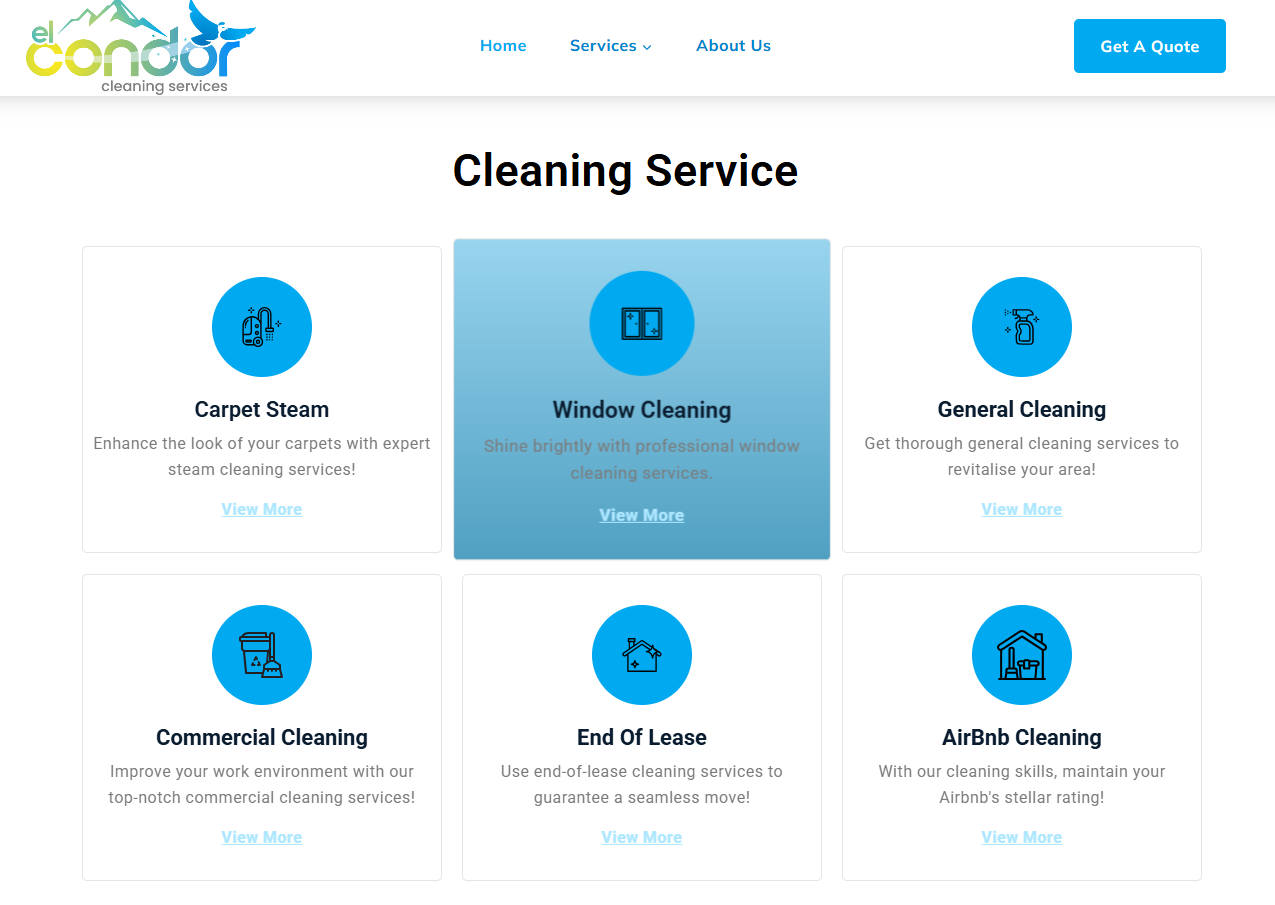 el
condor
cleaning services
Home
Services
About Us
Get A Quote
Cleaning Service
Carpet Steam
Enhance the look of your carpets with expert
steam cleaning services!
View More
Window Cleaning
Shine brightly with professional window
cleaning services.
View More
General Cleaning
Get thorough general cleaning services to
revitalise your area!
View More
Commercial Cleaning
Improve your work environment with our
top-notch commercial cleaning services!
View More
End Of Lease
Use end-of-lease cleaning services to
guarantee a seamless move!
View More
AirBnb Cleaning
With our cleaning skills, maintain your
Airbnb's stellar rating!
View More